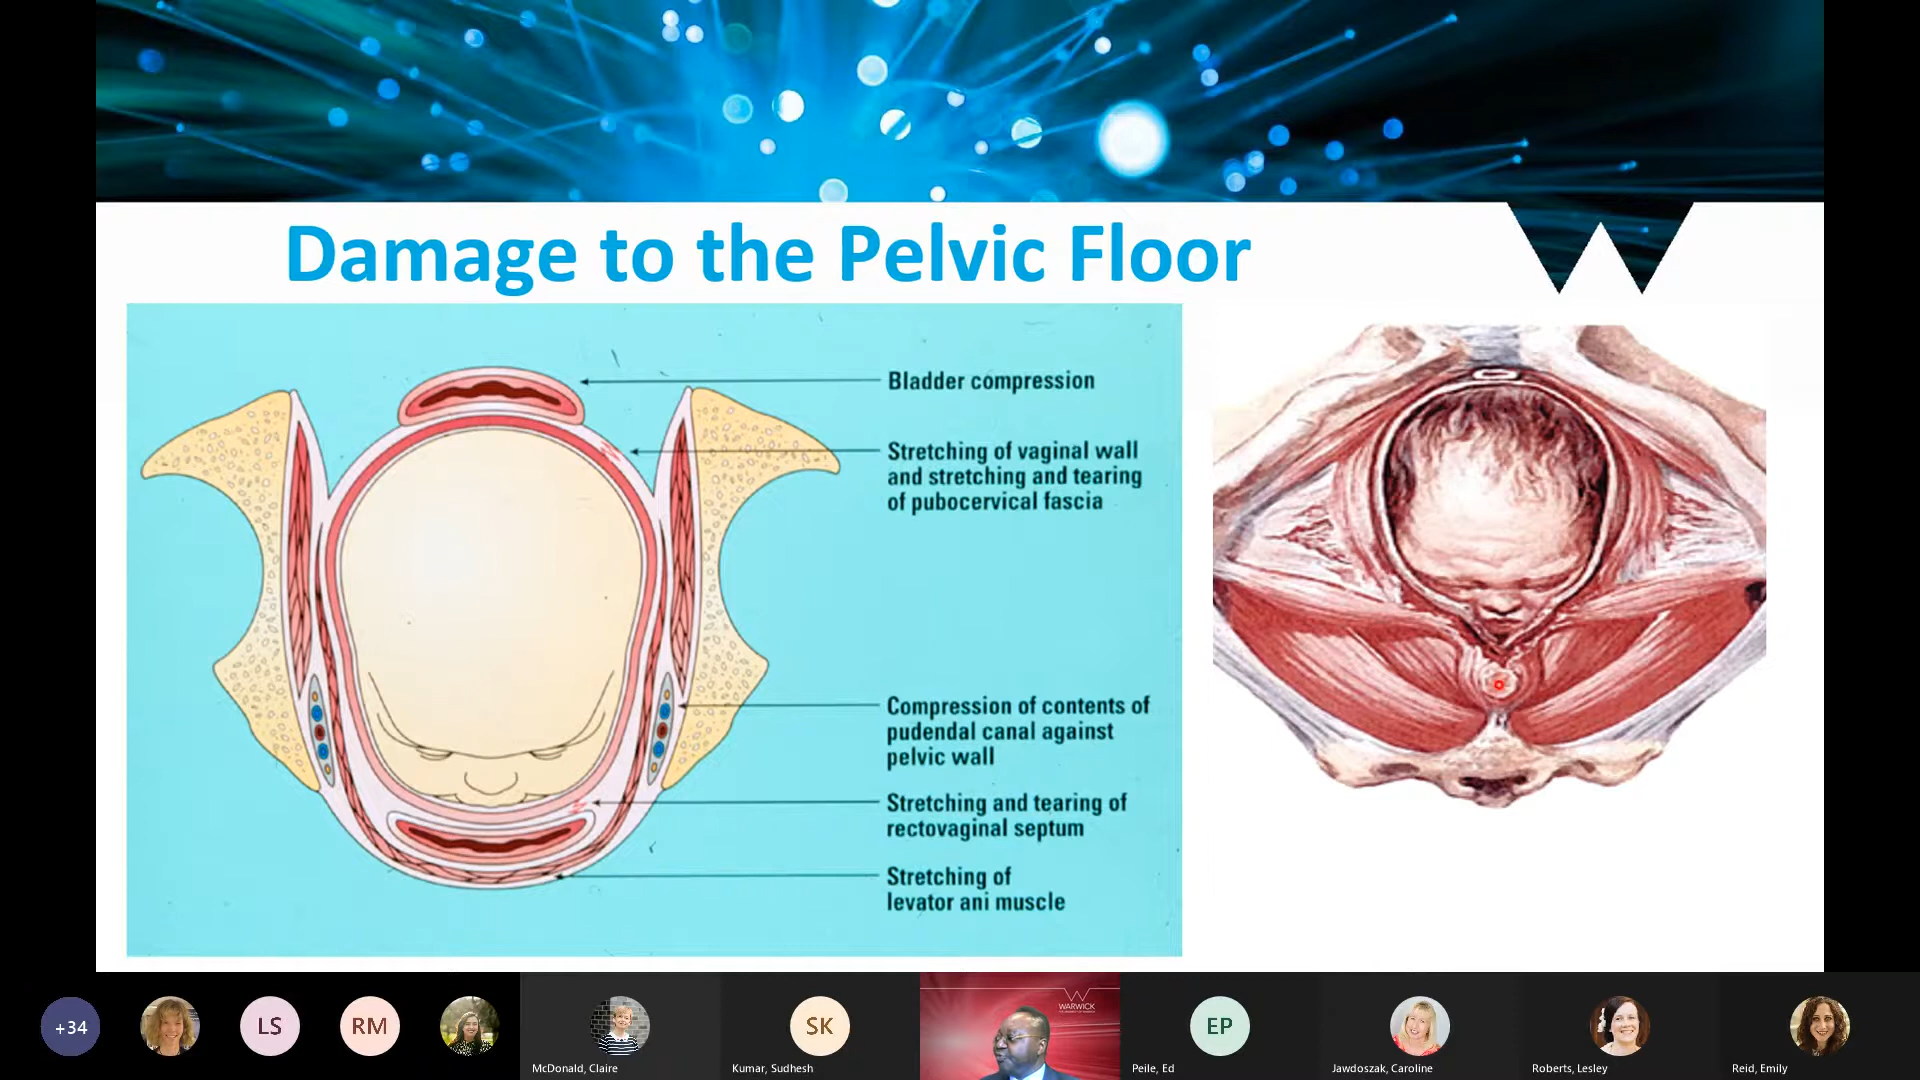 Damage to the Pelvic Floor
Bladder compression
Stretching of vaginal wall
and stretching and tearing
of pubocervical fascia
Compression of contents of
pudendal canal against
pelvic wall
Stretching and tearing of
rectovaginal septum
Stretching of
levator ani muscle
+34
LS
RM
McDonald, Claire
SK
Kumar, Sudhesh
WARWICK
EP
Peile, Ed
Jawdoszak, Caroline
Roberts, Lesley
Reid, Emily